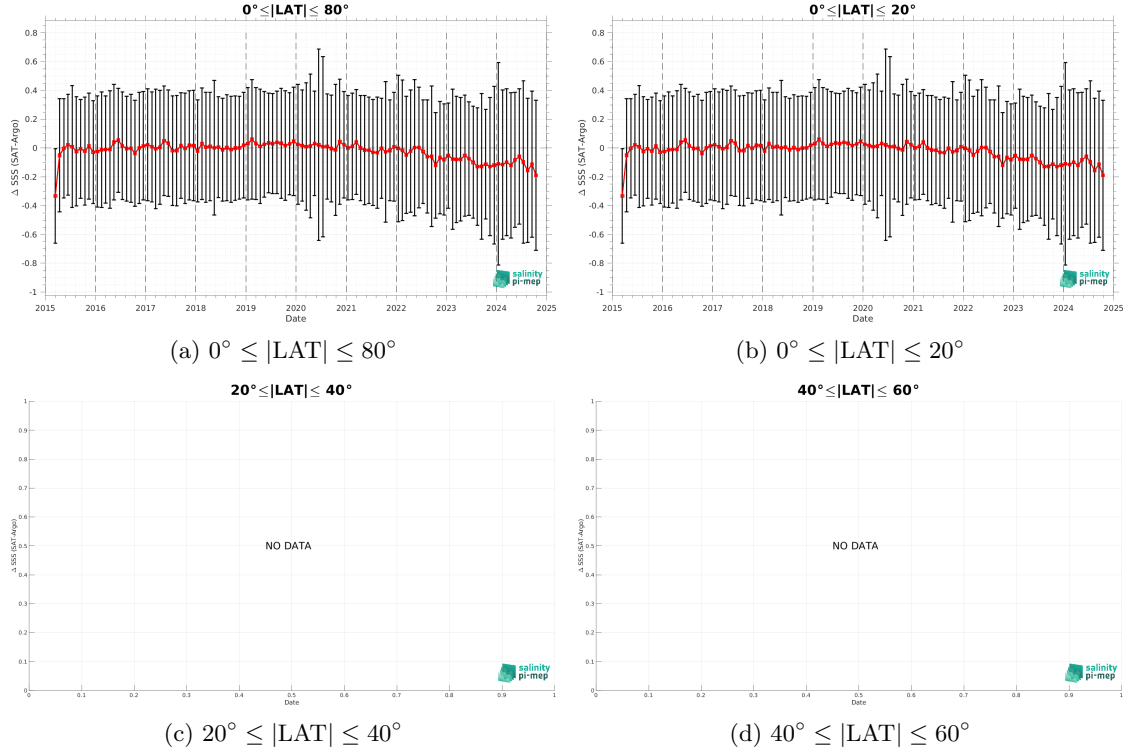 0°≤|LAT|≤ 80°
0.8
0.6
0.4
0.2
0
-0.2
-0.4
-0.6
-0.8
-1
Δ SSS (SAT-Argo)
2015 2016 2017 2018 2019 2020 2021 2022 2023 2024 2025
Date
salinity
pi-mep
(a) 0° ≤ |LAT| ≤ 80°
0°≤|LAT|≤ 20°
0.8
0.6
0.4
0.2
0
-0.2
-0.4
-0.6
-0.8
-1
Δ SSS (SAT-Argo)
2015 2016 2017 2018 2019 2020 2021 2022 2023 2024 2025
Date
salinity
pi-mep
(b) 0° ≤ |LAT| ≤ 20°
20°≤|LAT|≤ 40°
1
0.9
0.8
0.7
0.6
0.5
0.4
0.3
0.2
0.1
0
Δ SSS (SAT-Argo)
NO DATA
0 0.1 0.2 0.3 0.4 0.5 0.6 0.7 0.8 0.9 1
Date
salinity
pi-mep
(c) 20° ≤ |LAT| ≤ 40°
40°≤|LAT|≤ 60°
1
0.9
0.8
0.7
0.6
0.5
0.4
0.3
0.2
0.1
0
Δ SSS (SAT-Argo)
NO DATA
0 0.1 0.2 0.3 0.4 0.5 0.6 0.7 0.8 0.9 1
Date
salinity
pi-mep
(d) 40° ≤ |LAT| ≤ 60°